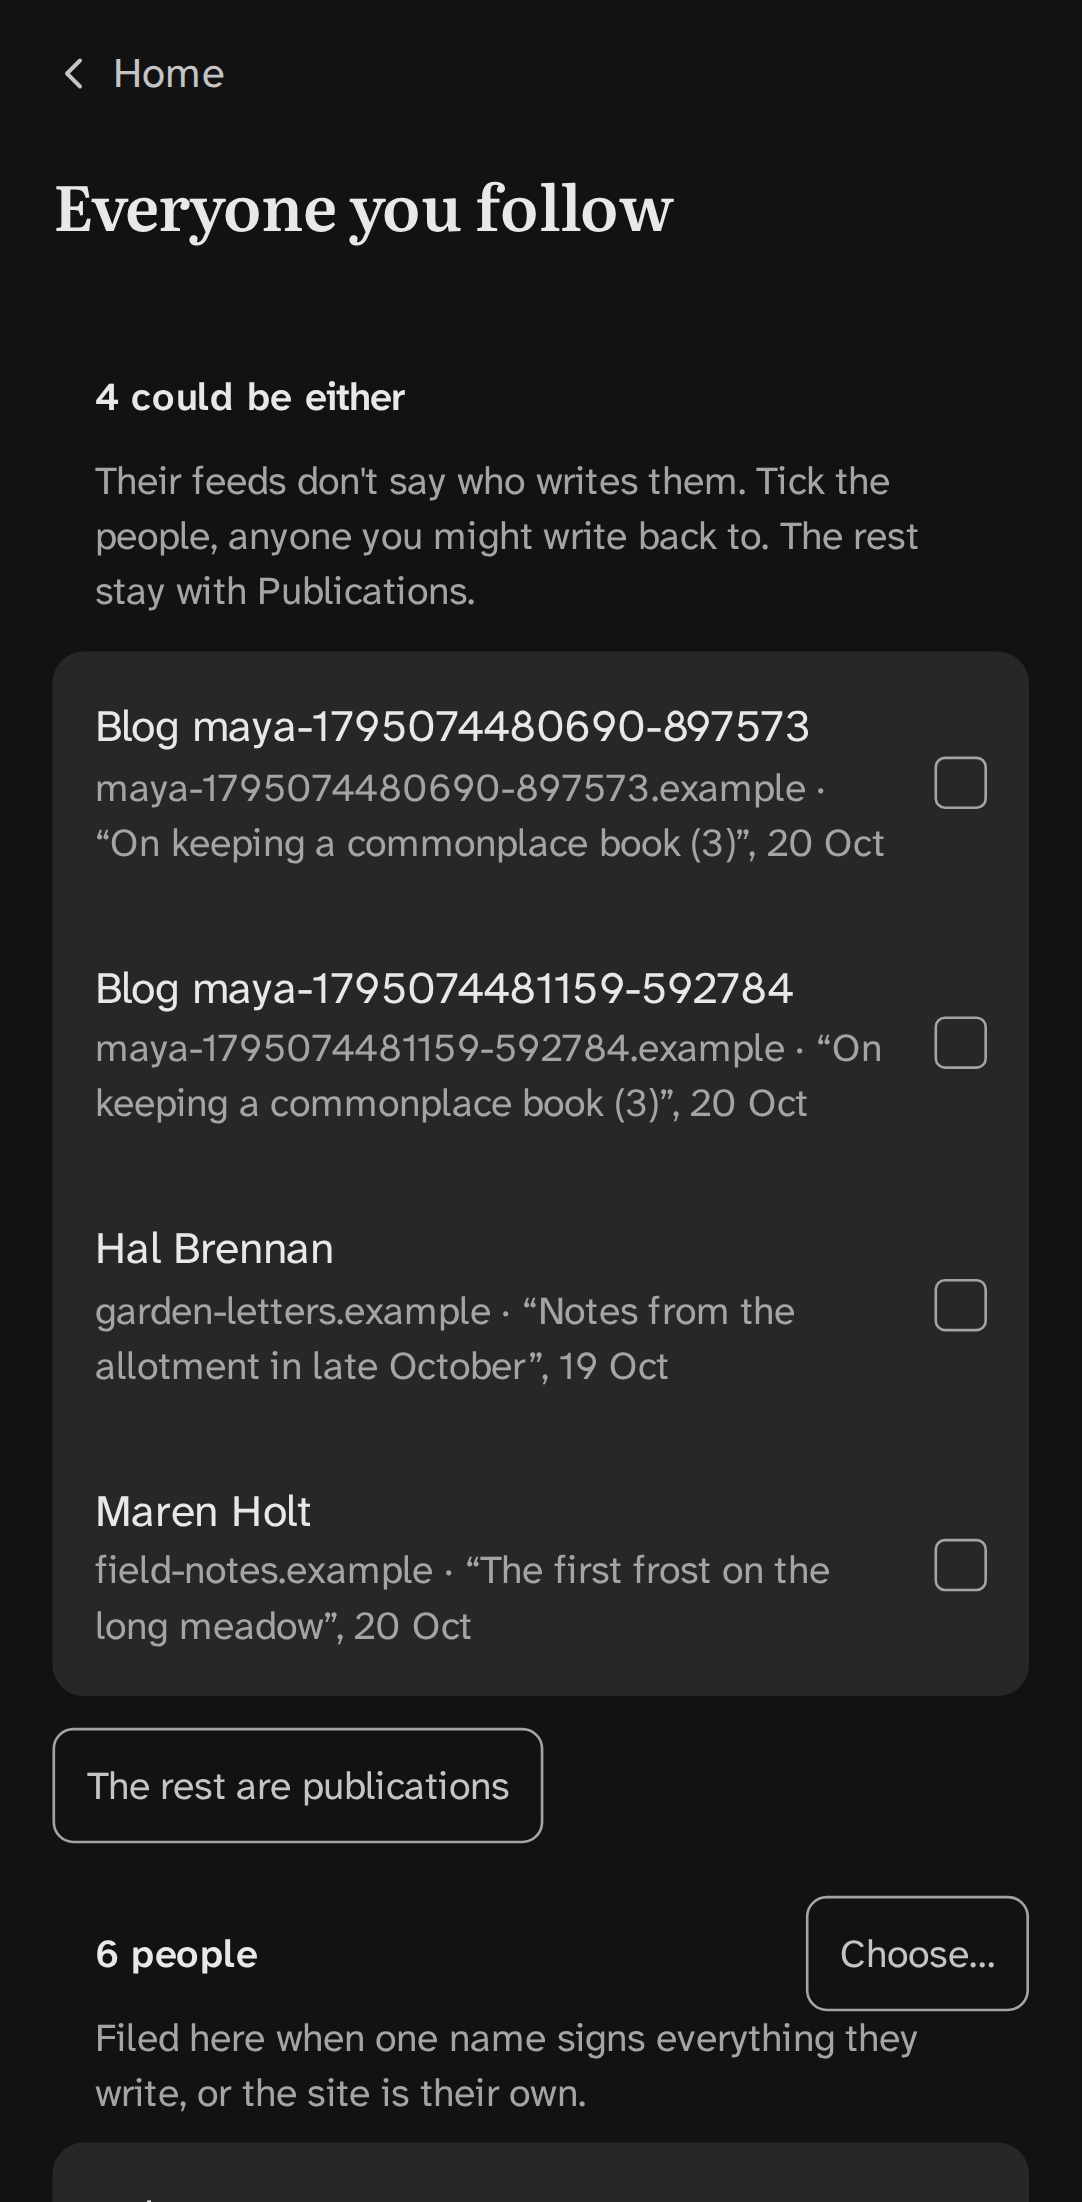 Home
Everyone you follow
4 could be either
Their feeds don't say who writes them. Tick the
people, anyone you might write back to. The rest
stay with Publications.
Blog maya-1795074480690-897573
maya-1795074480690-897573.example ·
“On keeping a commonplace book (3)”, 20 Oct
Blog maya-1795074481159-592784
maya-1795074481159-592784.example · “On
keeping a commonplace book (3)”, 20 Oct
Hal Brennan
garden-letters.example · “Notes from the
allotment in late October”, 19 Oct
Maren Holt
field-notes.example · “The first frost on the
long meadow”, 20 Oct
The rest are publications
6 people
Choose...
Filed here when one name signs everything they
write, or the site is their own.